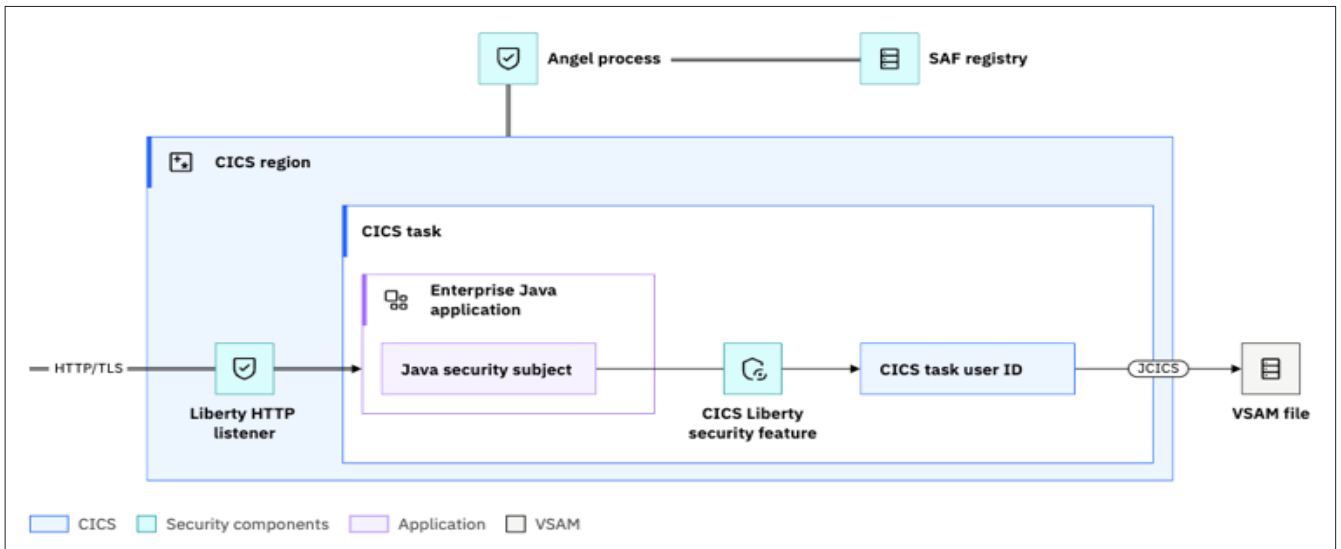 Angel process
SAF registry
CICS region
CICS task
Enterprise Java
application
HTTP/TLS
Java security subject
CICS task user ID
JCICS
Liberty HTTP
listener
CICS Liberty
security feature
VSAM file
CICS
Security components
Application
VSAM